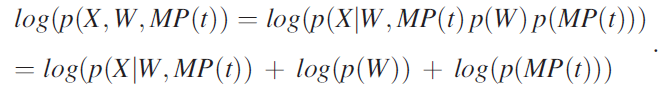 log(p(X, W, MP(t)) = log(p(X|W, MP(t)p(W)p(MP(t)))
= log(p(X|W, MP(t)) + log(p(W)) + log(p(MP(t))) .